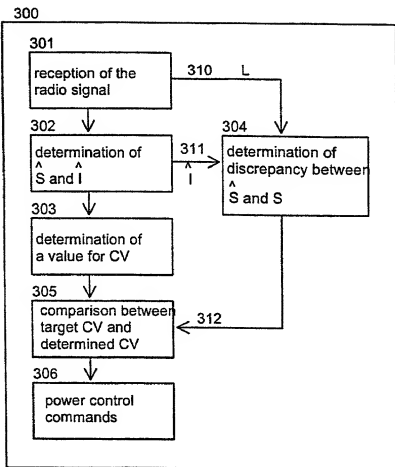 300
301
reception of the
radio signal
310 L
302
determination of
^ ^
S and I
311
^
I
304
determination of
discrepancy between
^
S and S
303
determination of
a value for CV
305
comparison between
target CV and
determined CV
312
306
power control
commands